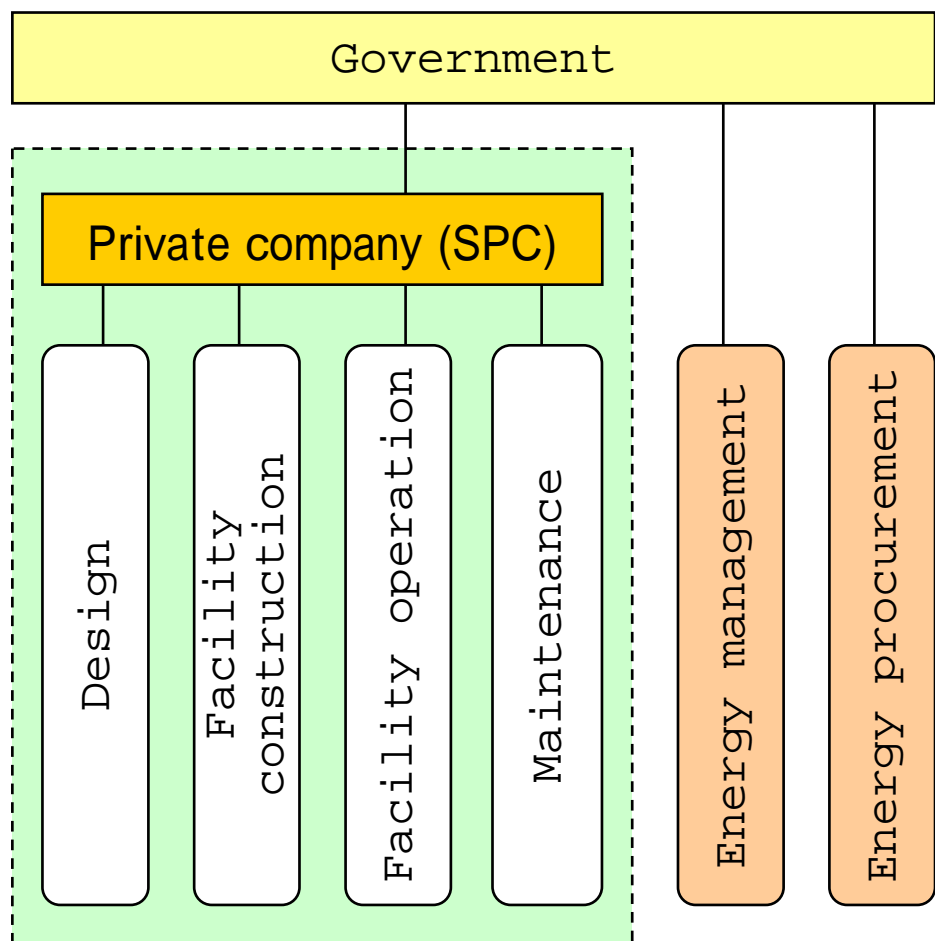 Government
Private company (SPC)
Design
Facility
construction
Facility operation
Maintenance
Energy management
Energy procurement